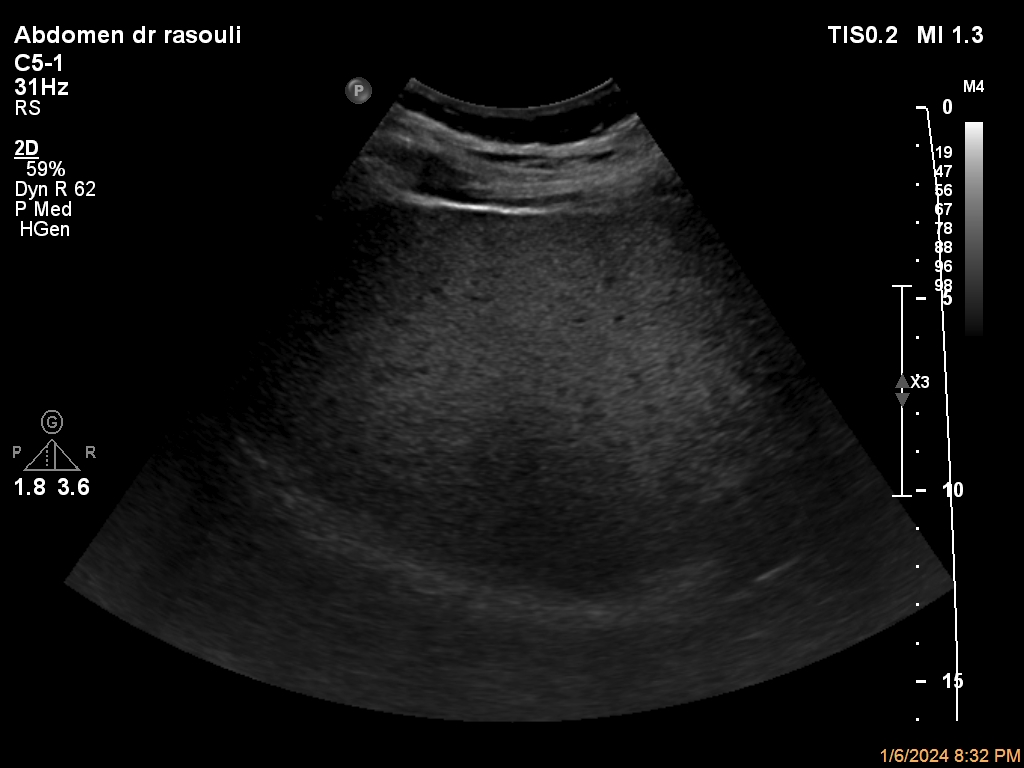 Abdomen dr rasouli
TIS0.2 MI 1.3
C5-1
31Hz
RS
2D
59%
Dyn R 62
P Med
HGen
P
M4
0
19
47
56
67
78
88
96
98
5
X3
G
P R
1.8 3.6
10
15
1/6/2024 8:32 PM